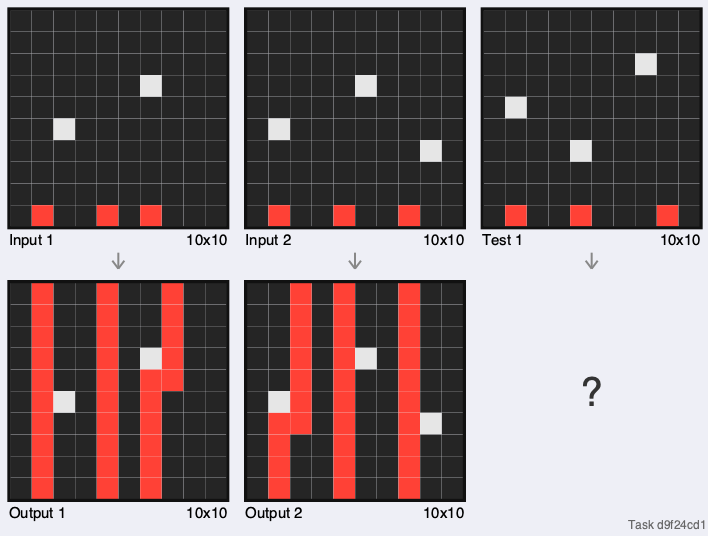 Input 1 10x10
Input 2 10x10
Test 1 10x10
?
Output 1 10x10
Output 2 10x10
Task d9f24cd1